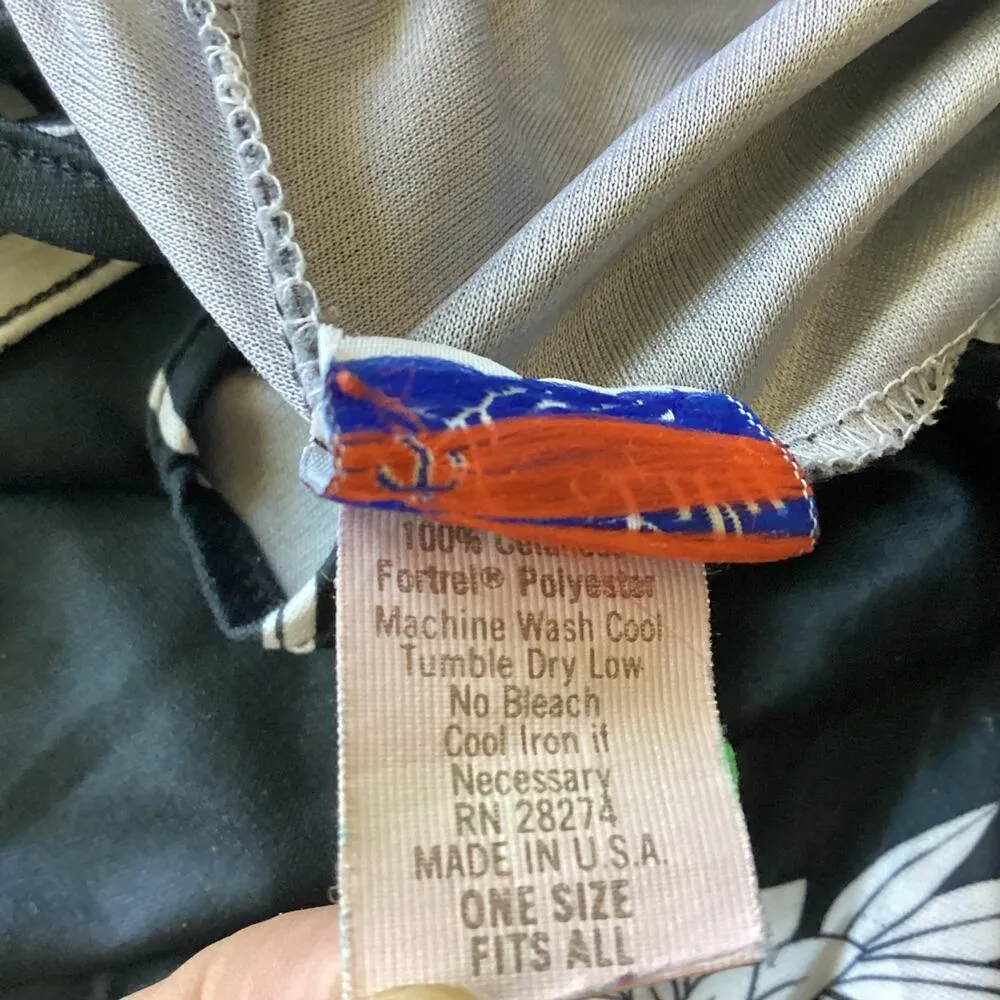 100%
Fortrel® Polyester
Machine Wash Cool
Tumble Dry Low
No Bleach
Cool Iron if
Necessary
RN 28274
MADE IN U.S.A.
ONE SIZE
FITS ALL